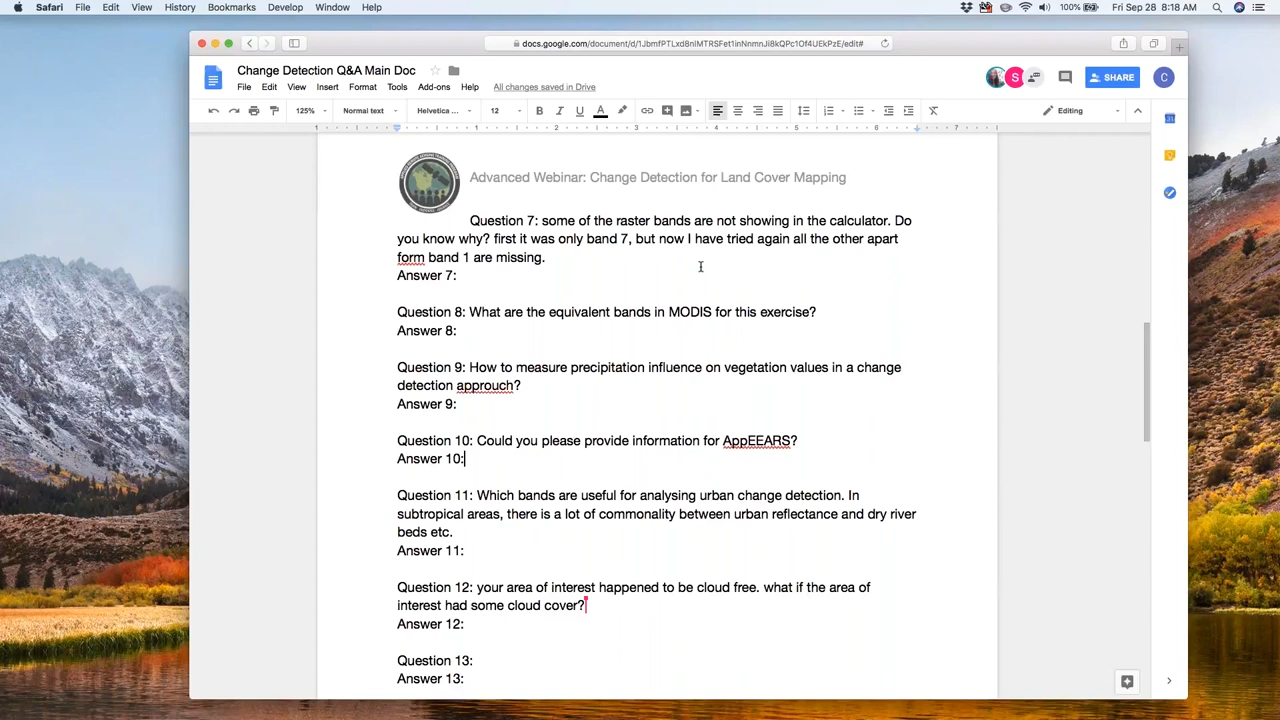 Safari File Edit View History Bookmarks Develop Window Help 100% Fri Sep 28 8:18 AM
docs.google.com/document/d/1JbmfPTLxd8nlMTRSFet1inNnmnJi8kQPc1Of4UEkPzE/edit#
Change Detection Q&A Main Doc
File Edit View Insert Format Tools Add-ons Help All changes saved in Drive
S SHARE C
125% Normal text Helvetica ... 12 B I U A Editing
1 1 2 3 4 5 6 7
Advanced Webinar: Change Detection for Land Cover Mapping
Question 7: some of the raster bands are not showing in the calculator. Do
you know why? first it was only band 7, but now I have tried again all the other apart
form band 1 are missing.
Answer 7:
Question 8: What are the equivalent bands in MODIS for this exercise?
Answer 8:
Question 9: How to measure precipitation influence on vegetation values in a change
detection approuch?
Answer 9:
Question 10: Could you please provide information for AppEEARS?
Answer 10:
Question 11: Which bands are useful for analysing urban change detection. In
subtropical areas, there is a lot of commonality between urban reflectance and dry river
beds etc.
Answer 11:
Question 12: your area of interest happened to be cloud free. what if the area of
interest had some cloud cover?
Answer 12:
Question 13:
Answer 13: